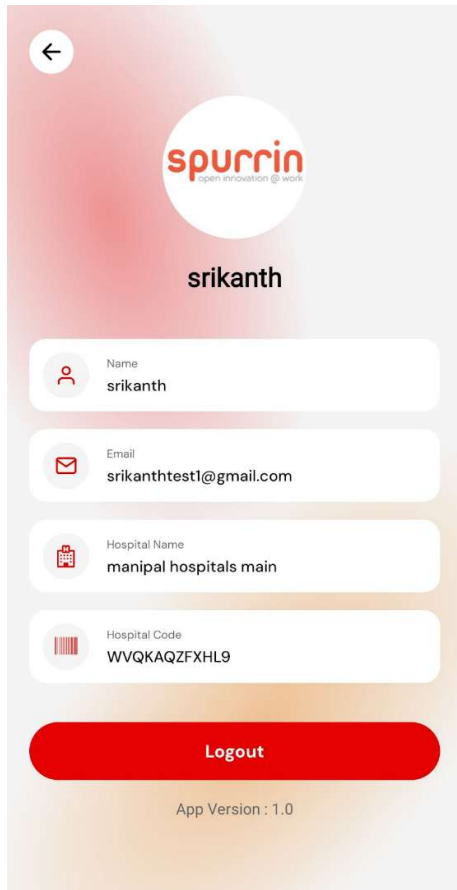 spurrin
open innovation @ work
srikanth
Name
srikanth
Email
srikanthtest1@gmail.com
Hospital Name
manipal hospitals main
Hospital Code
WVQKAQZFXHL9
Logout
App Version : 1.0